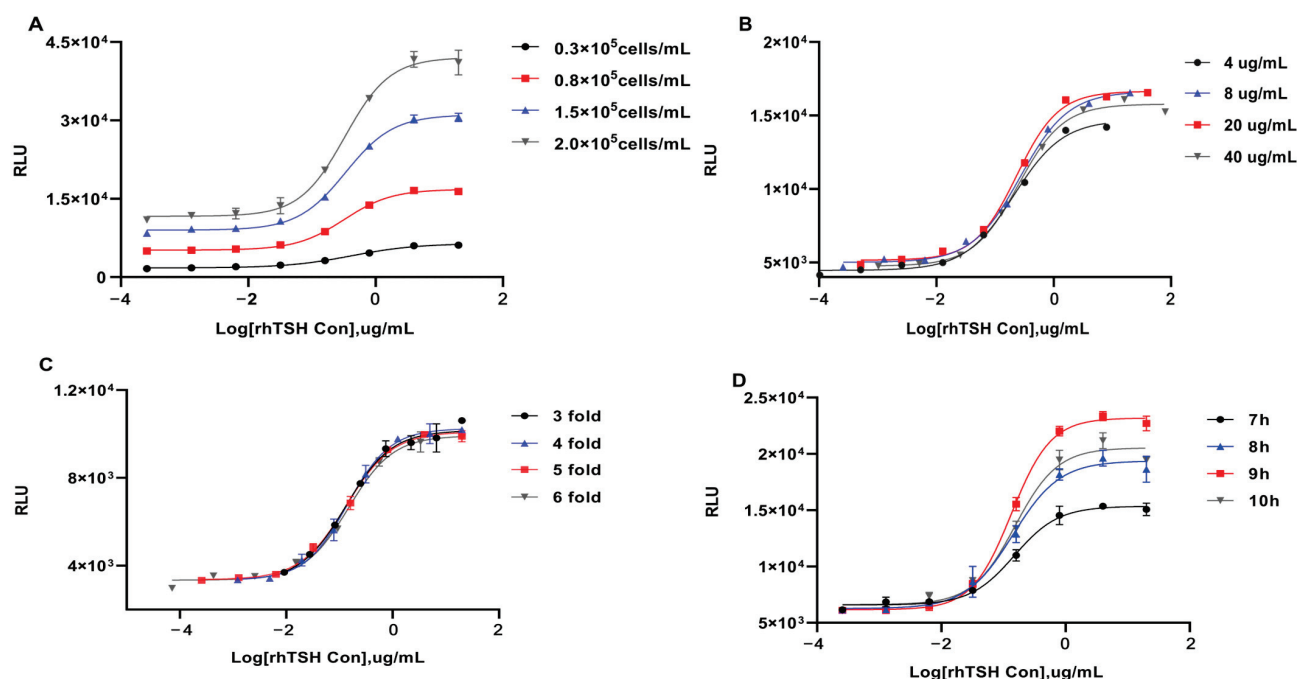 A
4.5×10⁴
3×10⁴
1.5×10⁴
0
RLU
−4
−2
0
2
Log[rhTSH Con],ug/mL
0.3×10⁵cells/mL
0.8×10⁵cells/mL
1.5×10⁵cells/mL
2.0×10⁵cells/mL
B
2×10⁴
1.5×10⁴
1×10⁴
5×10³
RLU
−4
−2
0
2
Log[rhTSH Con],ug/mL
4 ug/mL
8 ug/mL
20 ug/mL
40 ug/mL
C
1.2×10⁴
8×10³
4×10³
RLU
−4
−2
0
2
Log[rhTSH Con],ug/mL
3 fold
4 fold
5 fold
6 fold
D
2.5×10⁴
2×10⁴
1.5×10⁴
1×10⁴
5×10³
RLU
−4
−2
0
2
Log[rhTSH Con],ug/mL
7h
8h
9h
10h